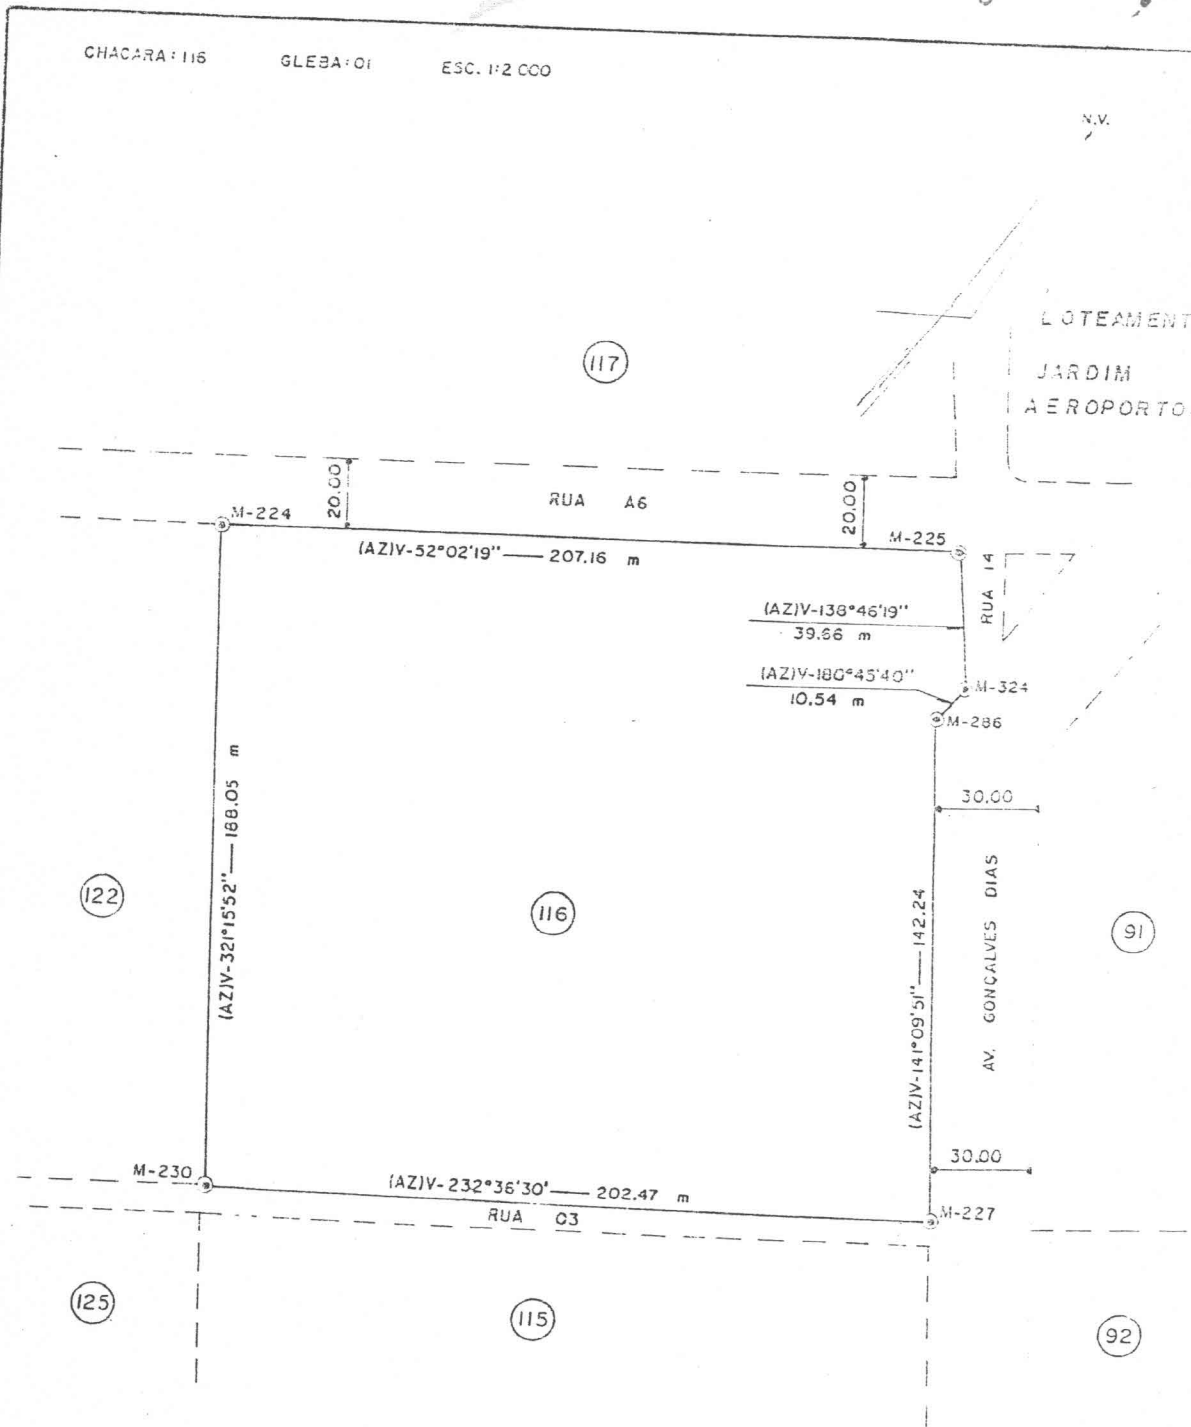 CHACARA: 116 GLEBA: 01 ESC. 1:2 000
N.V.
LOTEAMENT
JARDIM
AEROPORTO
117
20.00
RUA A6
20.00
M-224
M-225
(AZ)V-52°02'19" 207.16 m
RUA 14
(AZ)V-138°46'19"
39.66 m
(AZ)V-180°45'40"
10.54 m
M-324
M-286
(AZ)V-321°15'52" 188.05 m
30.00
122
116
(AZ)V-141°09'51" 142.24
AV. GONÇALVES DIAS
91
30.00
M-230
(AZ)V-232°36'30' 202.47 m
RUA 03
M-227
125
115
92